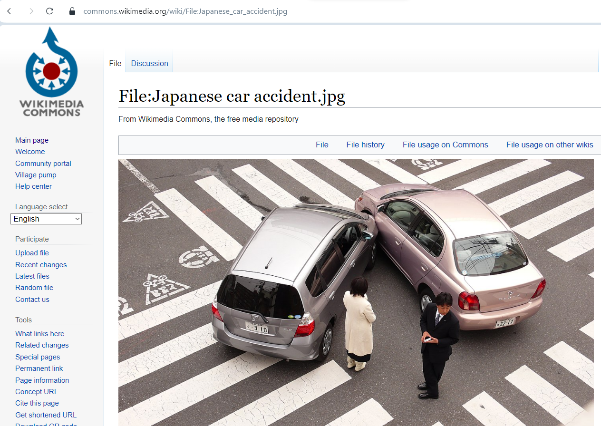 commons.wikimedia.org/wiki/File:Japanese_car_accident.jpg
WIKIMEDIA
COMMONS
File
Discussion
File:Japanese car accident.jpg
From Wikimedia Commons, the free media repository
File
File history
File usage on Commons
File usage on other wikis
Main page
Welcome
Community portal
Village pump
Help center
Language select
English
Participate
Upload file
Recent changes
Latest files
Random file
Contact us
Tools
What links here
Related changes
Special pages
Permanent link
Page information
Concept URI
Cite this page
Get shortened URL
Download QR code